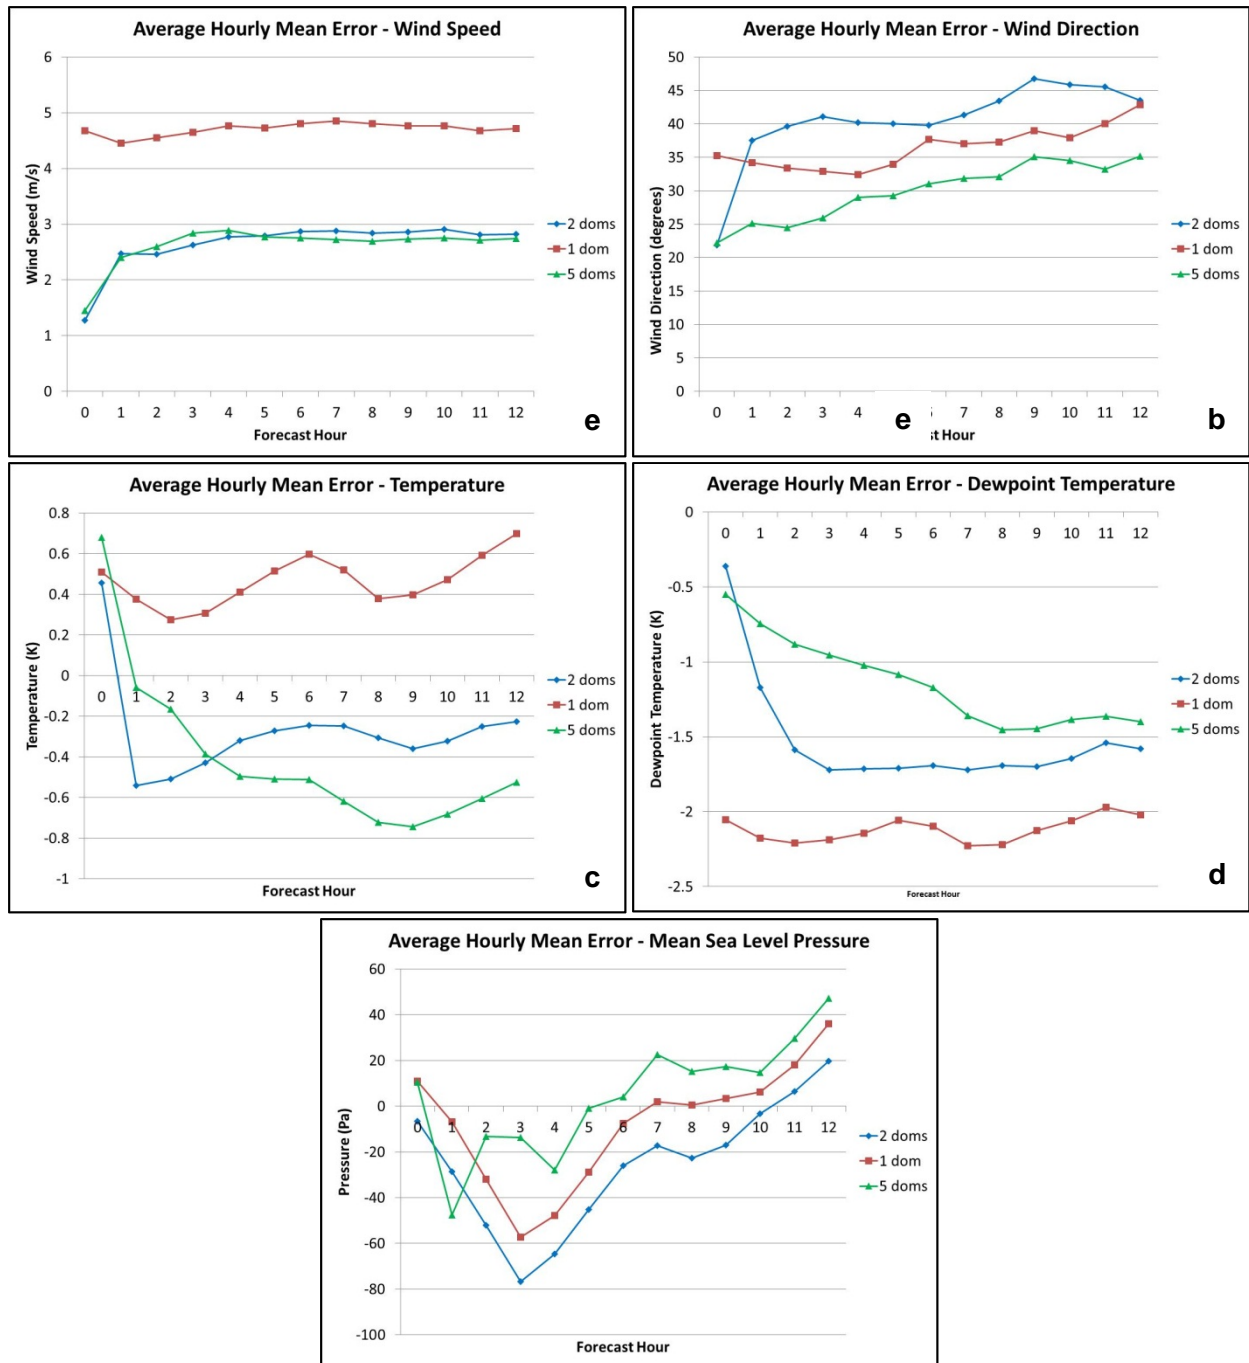 Average Hourly Mean Error - Wind Speed
6
5
4
3
2
1
0
Wind Speed (m/s)
0 1 2 3 4 5 6 7 8 9 10 11 12
Forecast Hour
2 doms
1 dom
5 doms
e
Average Hourly Mean Error - Wind Direction
50
45
40
35
30
25
20
15
10
5
0
Wind Direction (degrees)
0 1 2 3 4 7 8 9 10 11 12
e st Hour
2 doms
1 dom
5 doms
b
Average Hourly Mean Error - Temperature
0.8
0.6
0.4
0.2
0
-0.2
-0.4
-0.6
-0.8
-1
Temperature (K)
0 1 2 3 4 5 6 7 8 9 10 11 12
Forecast Hour
2 doms
1 dom
5 doms
c
Average Hourly Mean Error - Dewpoint Temperature
0
-0.5
-1
-1.5
-2
-2.5
Dewpoint Temperature (K)
0 1 2 3 4 5 6 7 8 9 10 11 12
Forecast Hour
2 doms
1 dom
5 doms
d
Average Hourly Mean Error - Mean Sea Level Pressure
60
40
20
0
-20
-40
-60
-80
-100
Pressure (Pa)
0 1 2 3 4 5 6 7 8 9 10 11 12
Forecast Hour
2 doms
1 dom
5 doms